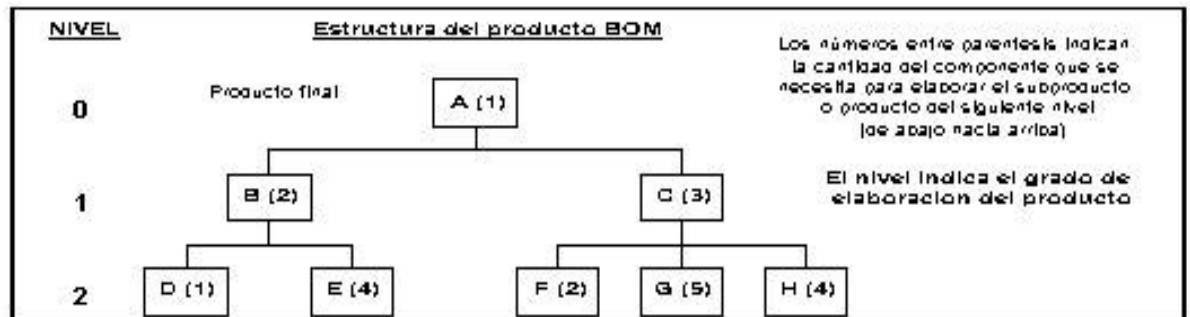 NIVEL
Estructura del producto BOM
Los números entre parentesis indican
la cantidad del componente que se
necesita para elaborar el subproducto
o producto del siguiente nivel
(de abajo hacia arriba)
0
Producto final
A (1)
El nivel indica el grado de
elaboracion del producto
1
B (2)
C (3)
2
D (1)
E (4)
F (2)
G (5)
H (4)